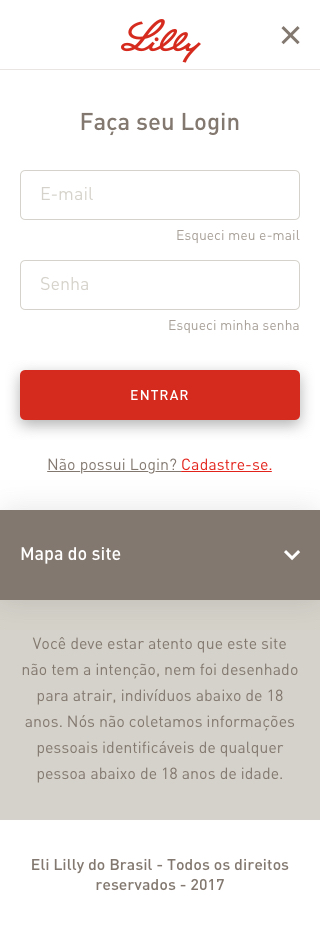 Lilly
Faça seu Login
E-mail
Esqueci meu e-mail
Senha
Esqueci minha senha
ENTRAR
Não possui Login? Cadastre-se.
Mapa do site
Você deve estar atento que este site
não tem a intenção, nem foi desenhado
para atrair, indivíduos abaixo de 18
anos. Nós não coletamos informações
pessoais identificáveis de qualquer
pessoa abaixo de 18 anos de idade.
Eli Lilly do Brasil - Todos os direitos
reservados - 2017